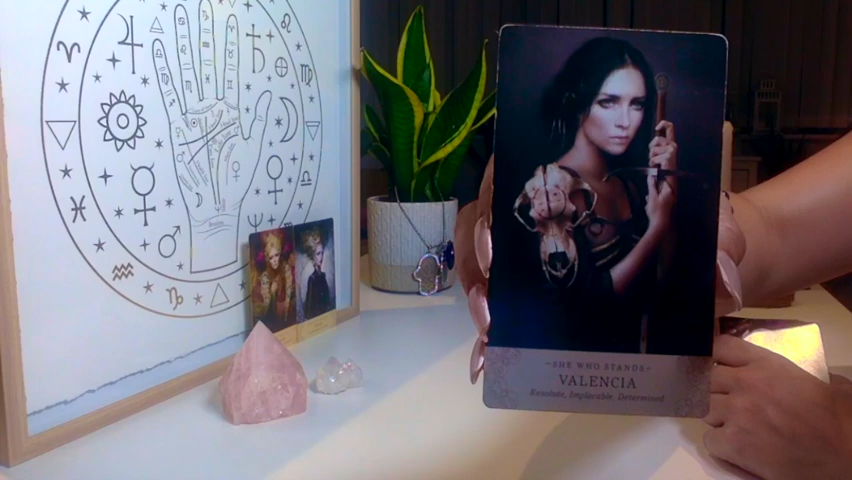 ~SHE WHO STANDS~
VALENCIA
Resolute, Implacable, Determined